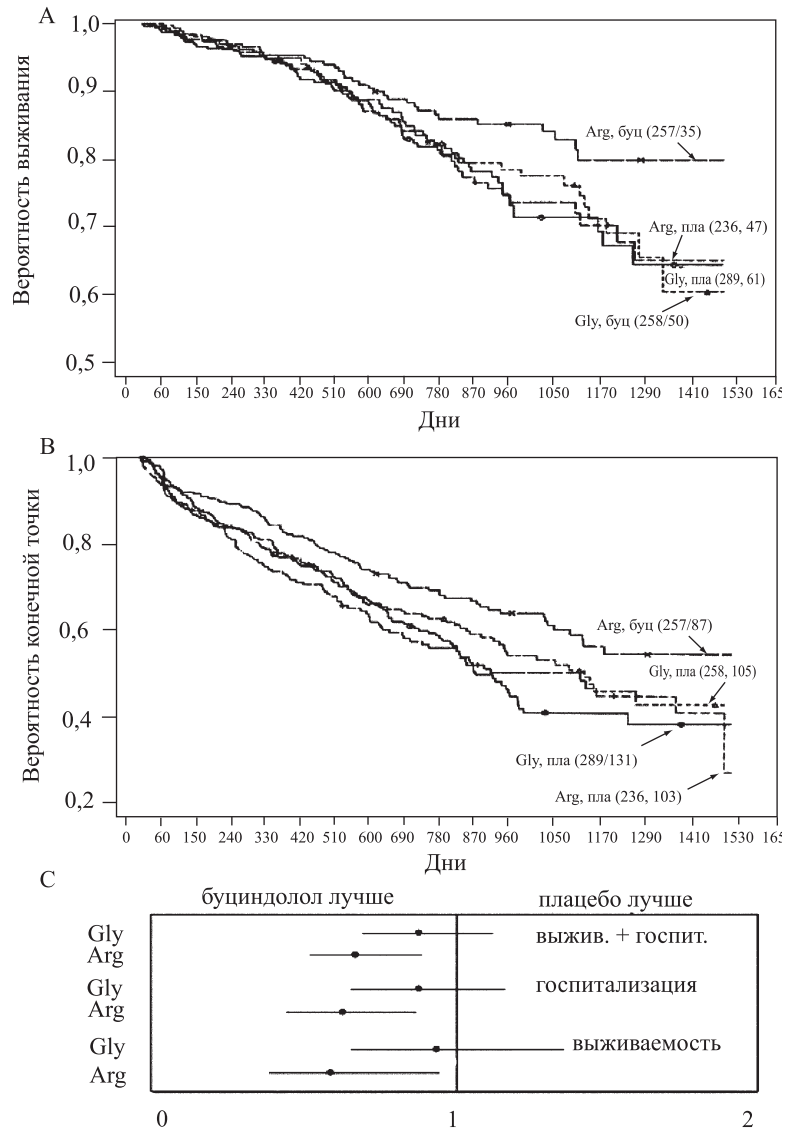 A
Вероятность выживания
1,0
0,9
0,8
0,7
0,6
0,5
Arg, буц (257/35)
Arg, пла (236, 47)
Gly, пла (289, 61)
Gly, буц (258/50)
0 60 150 240 330 420 510 600 690 780 870 960 1050 1170 1290 1410 1530 165
Дни
B
Вероятность конечной точки
1,0
0,8
0,6
0,4
0,2
Arg, буц (257/87)
Gly, пла (258, 105)
Gly, пла (289/131)
Arg, пла (236, 103)
0 60 150 240 330 420 510 600 690 780 870 960 1050 1170 1290 1410 1530 165
Дни
C
буциндолол лучше
плацебо лучше
Gly
выжив. + госпит.
Arg
Gly
госпитализация
Arg
Gly
выживаемость
Arg
0 1 2